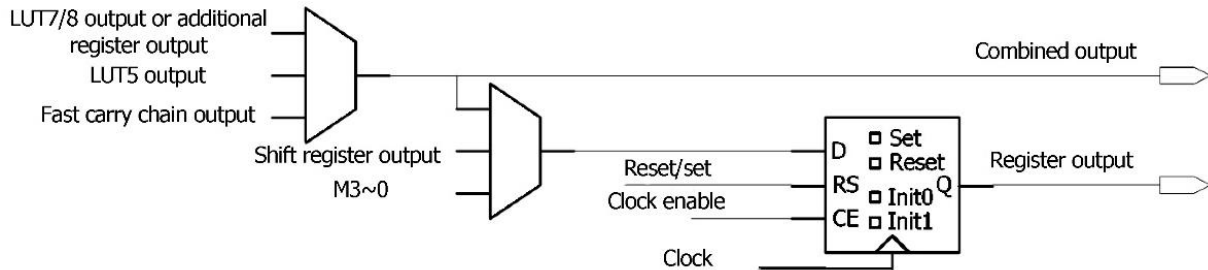 LUT7/8 output or additional
register output
LUT5 output
Fast carry chain output
Combined output
Shift register output
M3~0
Reset/set
Clock enable
Clock
D
RS
CE
Set
Reset
Init0
Init1
Q
Register output